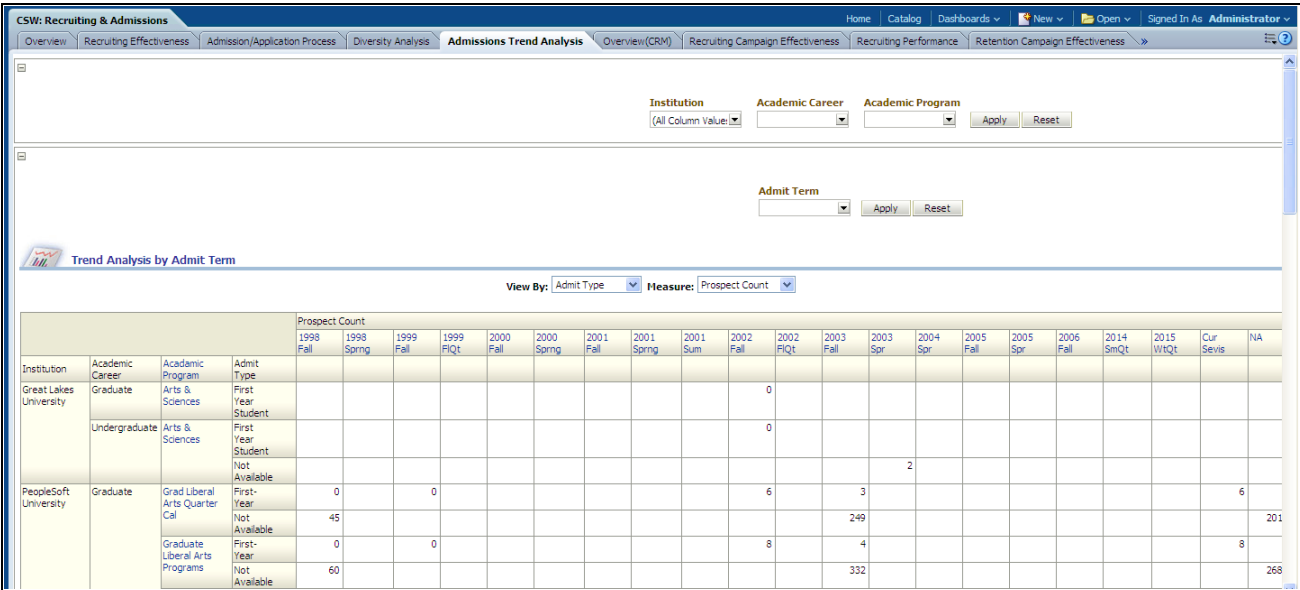 CSW: Recruiting & Admissions
Home Catalog Dashboards New Open Signed In As Administrator
Overview Recruiting Effectiveness Admission/Application Process Diversity Analysis Admissions Trend Analysis Overview(CRM) Recruiting Campaign Effectiveness Recruiting Performance Retention Campaign Effectiveness »
Institution Academic Career Academic Program
(All Column Value: Apply Reset
Admit Term
Apply Reset
Trend Analysis by Admit Term
View By: Admit Type Measure: Prospect Count
Prospect Count
1998 1998 1999 1999 2000 2000 2001 2001 2001 2002 2002 2003 2003 2004 2005 2005 2006 2014 2015 Cur NA
Fall Sprng Fall FlQt Fall Sprng Fall Sprng Sum Fall FlQt Fall Spr Spr Fall Spr Fall SmQt WtQt Sevis
Institution Academic Acadamic Admit
Career Program Type
Great Lakes Graduate Arts & First 0
University Sciences Year
Student
Undergraduate Arts & First 0
Sciences Year
Student
Not 2
Available
PeopleSoft Graduate Grad Liberal First- 0 0 6 3 6
University Arts Quarter Year
Cal Not 45 249 201
Available
Graduate First- 0 0 8 4 8
Liberal Arts Year
Programs Not 60 332 268
Available